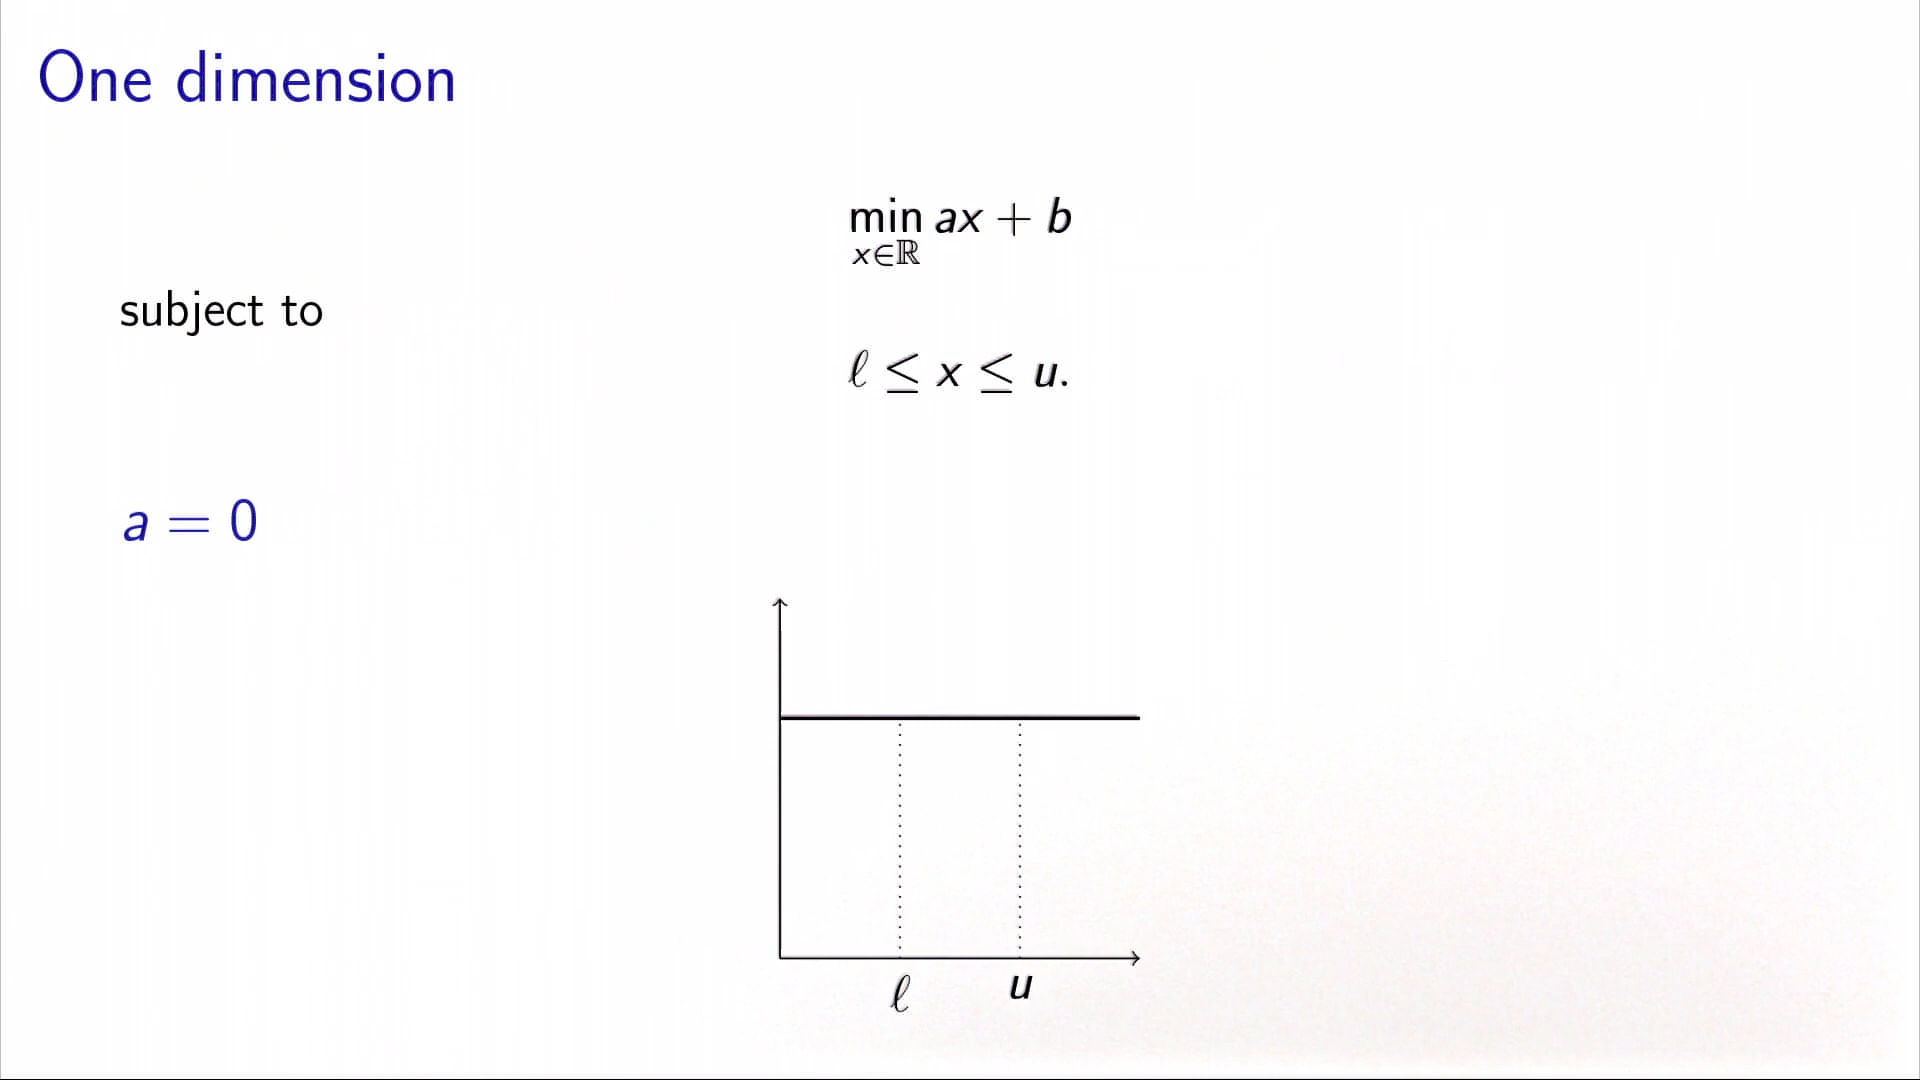 One dimension
min ax + b
x∈ℝ
subject to
ℓ ≤ x ≤ u.
a = 0
ℓ u